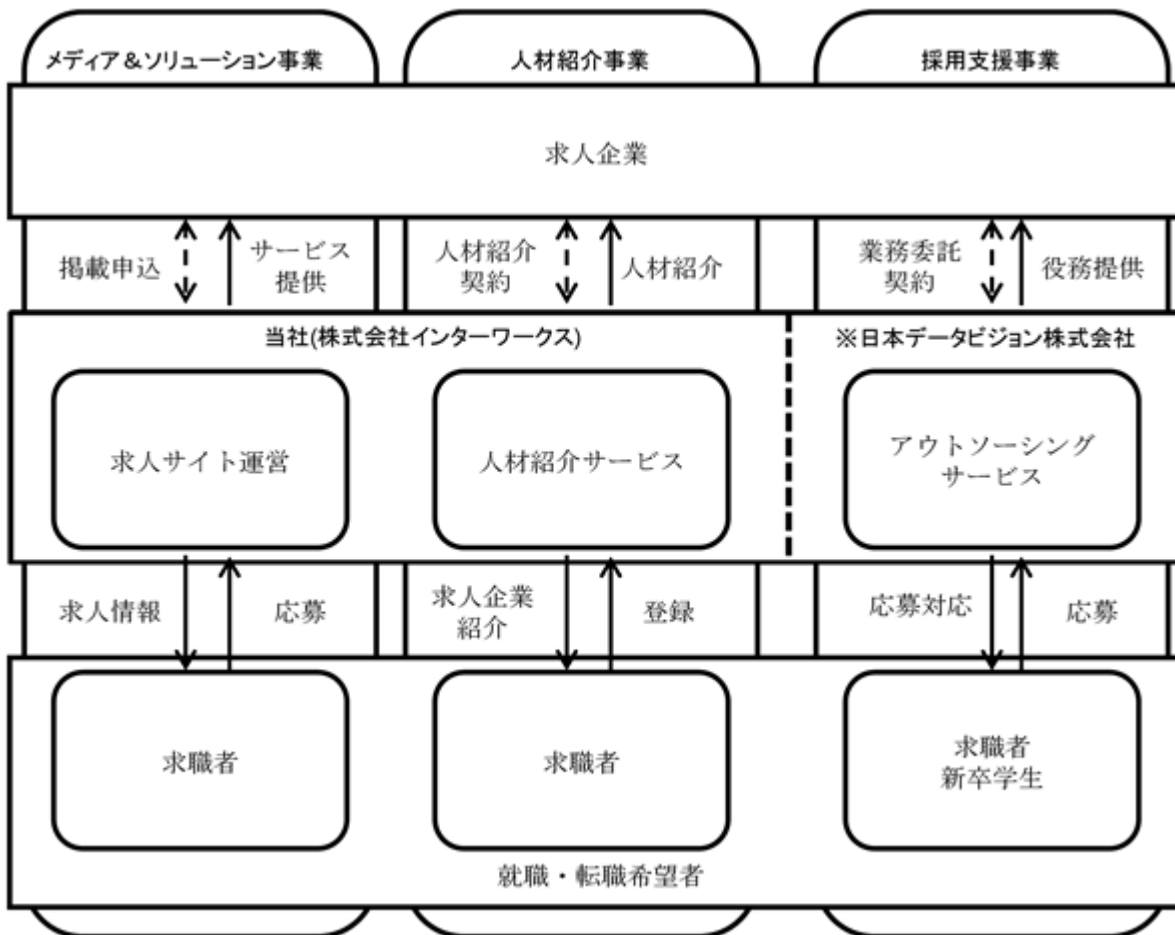 メディア＆ソリューション事業
人材紹介事業
採用支援事業
求人企業
掲載申込
サービス
提供
人材紹介
契約
人材紹介
業務委託
契約
役務提供
当社(株式会社インターワークス)
※日本データビジョン株式会社
求人サイト運営
人材紹介サービス
アウトソーシング
サービス
求人情報
応募
求人企業
紹介
登録
応募対応
応募
求職者
求職者
求職者
新卒学生
就職・転職希望者